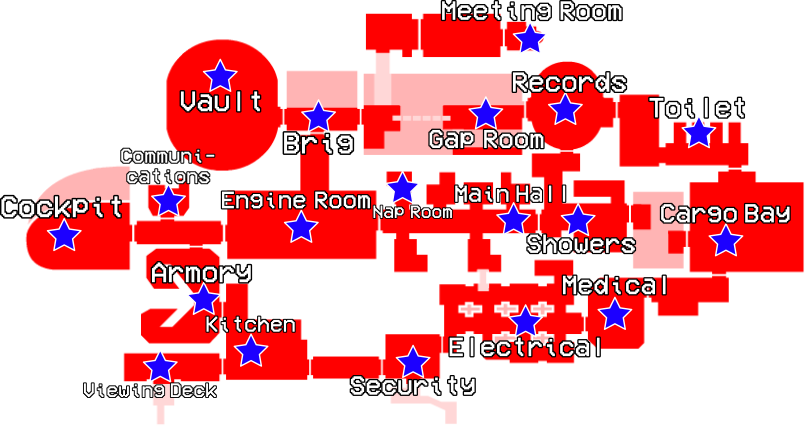 Meeting Room
Records
Vault
Toilet
Brig
Gap Room
Communi-
cations
Cockpit
Engine Room
Nap Room
Main Hall
Cargo Bay
Showers
Armory
Medical
Kitchen
Electrical
Viewing Deck
Security